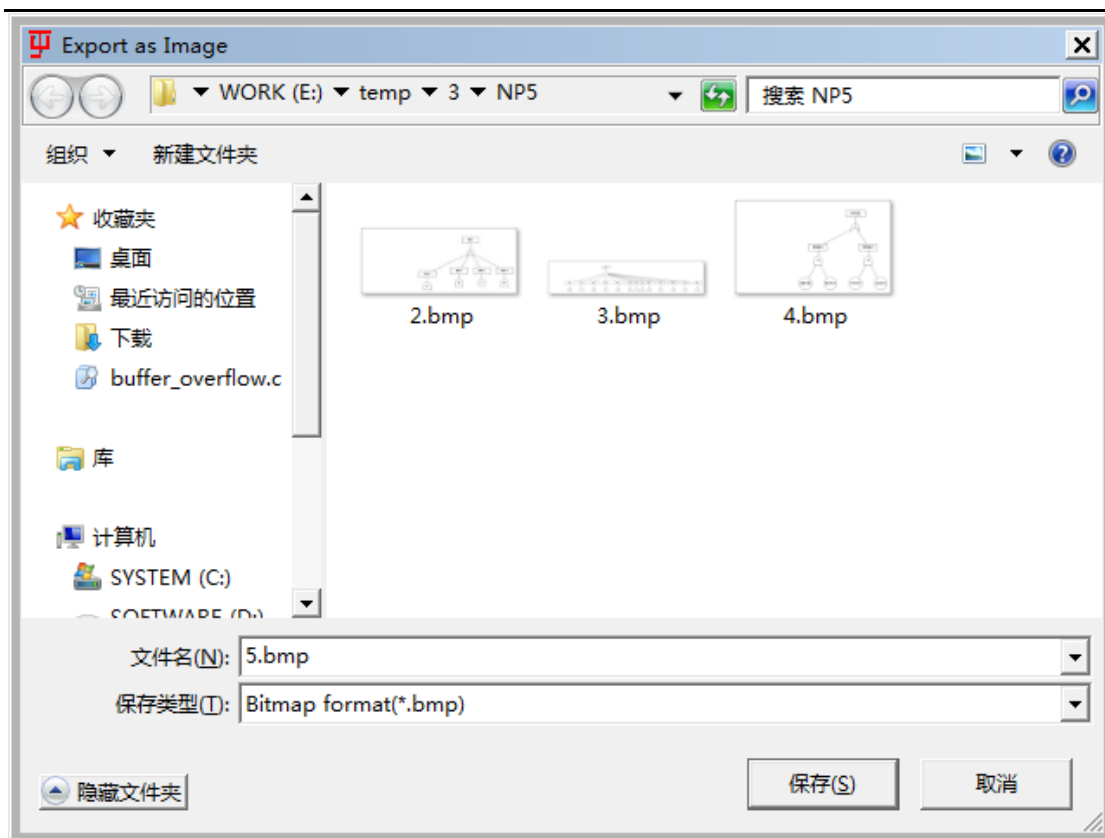 Export as Image
WORK (E:) temp 3 NP5
搜索 NP5
组织
新建文件夹
收藏夹
桌面
最近访问的位置
下载
buffer_overflow.c
库
计算机
SYSTEM (C:)
SOFTWARE (D:)
2.bmp
3.bmp
4.bmp
文件名(N): 5.bmp
保存类型(T): Bitmap format(*.bmp)
隐藏文件夹
保存(S)
取消